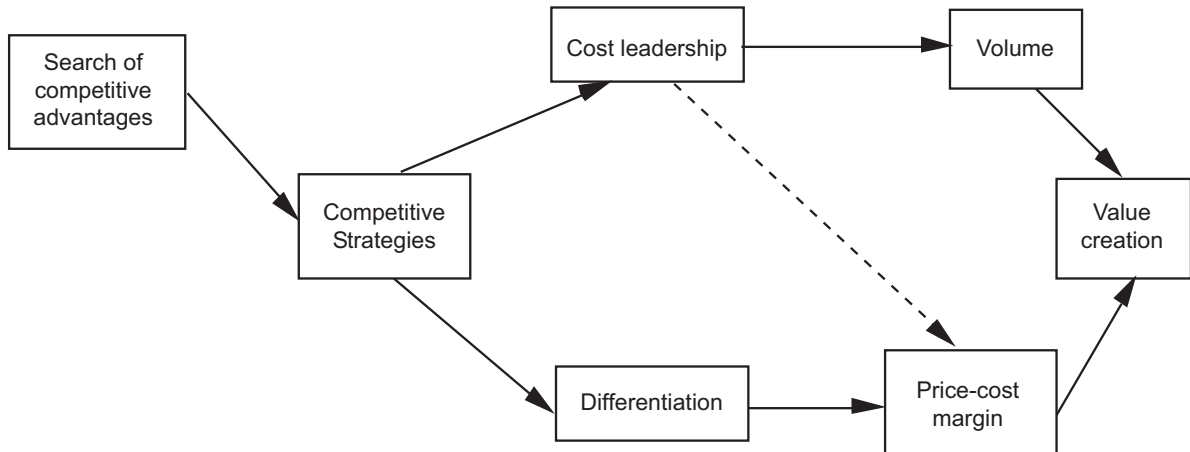 Search of
competitive
advantages
Competitive
Strategies
Cost leadership
Differentiation
Volume
Price-cost
margin
Value
creation